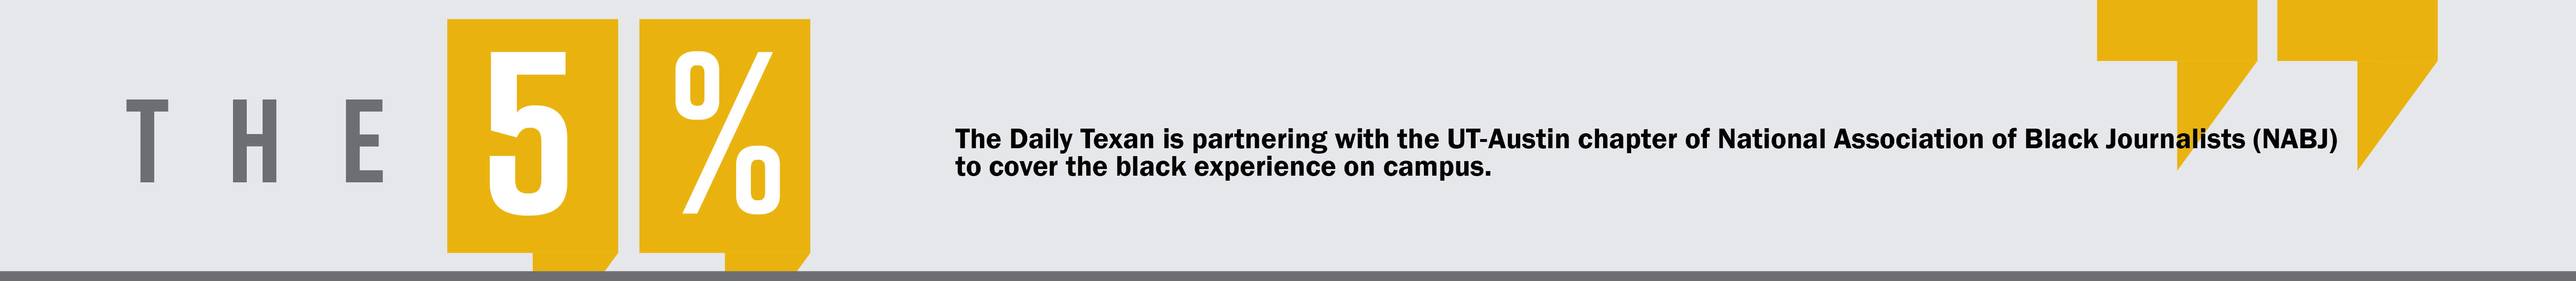 THE 5%
The Daily Texan is partnering with the UT-Austin chapter of National Association of Black Journalists (NABJ)
to cover the black experience on campus.